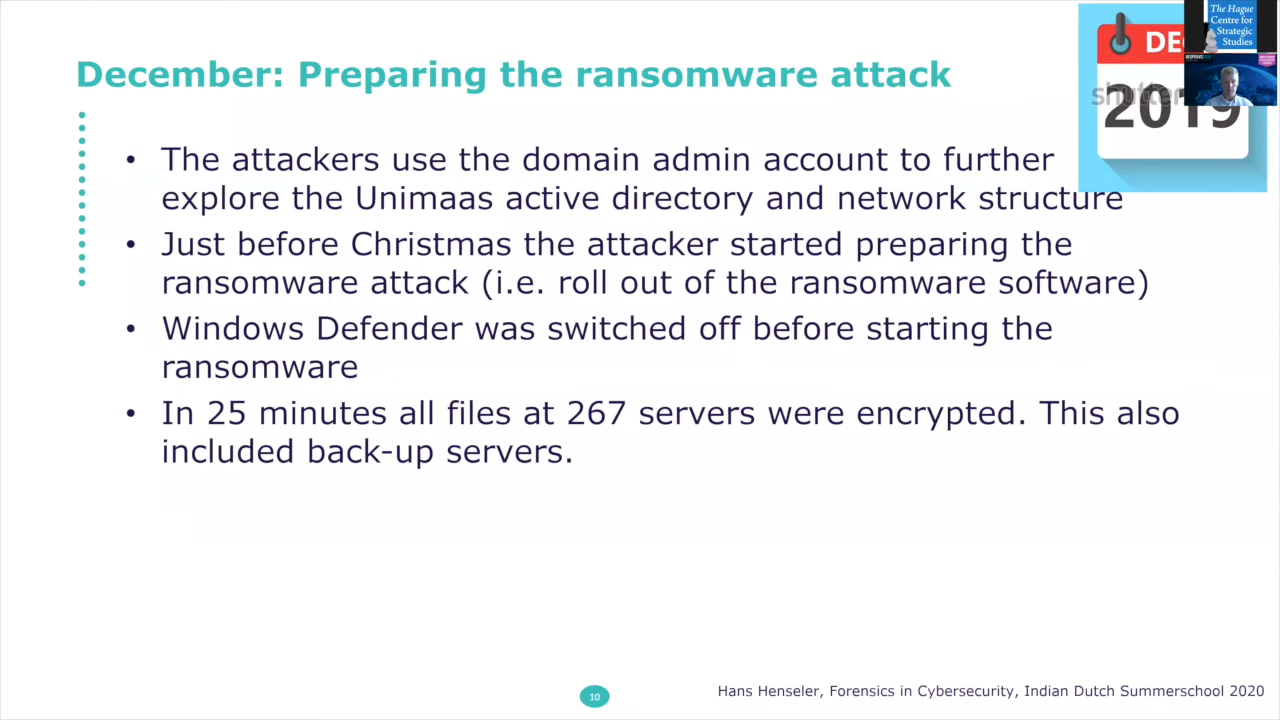 The Hague
Centre for
Strategic
Studies
December: Preparing the ransomware attack
2019
• The attackers use the domain admin account to further
explore the Unimaas active directory and network structure
• Just before Christmas the attacker started preparing the
ransomware attack (i.e. roll out of the ransomware software)
• Windows Defender was switched off before starting the
ransomware
• In 25 minutes all files at 267 servers were encrypted. This also
included back-up servers.
10
Hans Henseler, Forensics in Cybersecurity, Indian Dutch Summerschool 2020